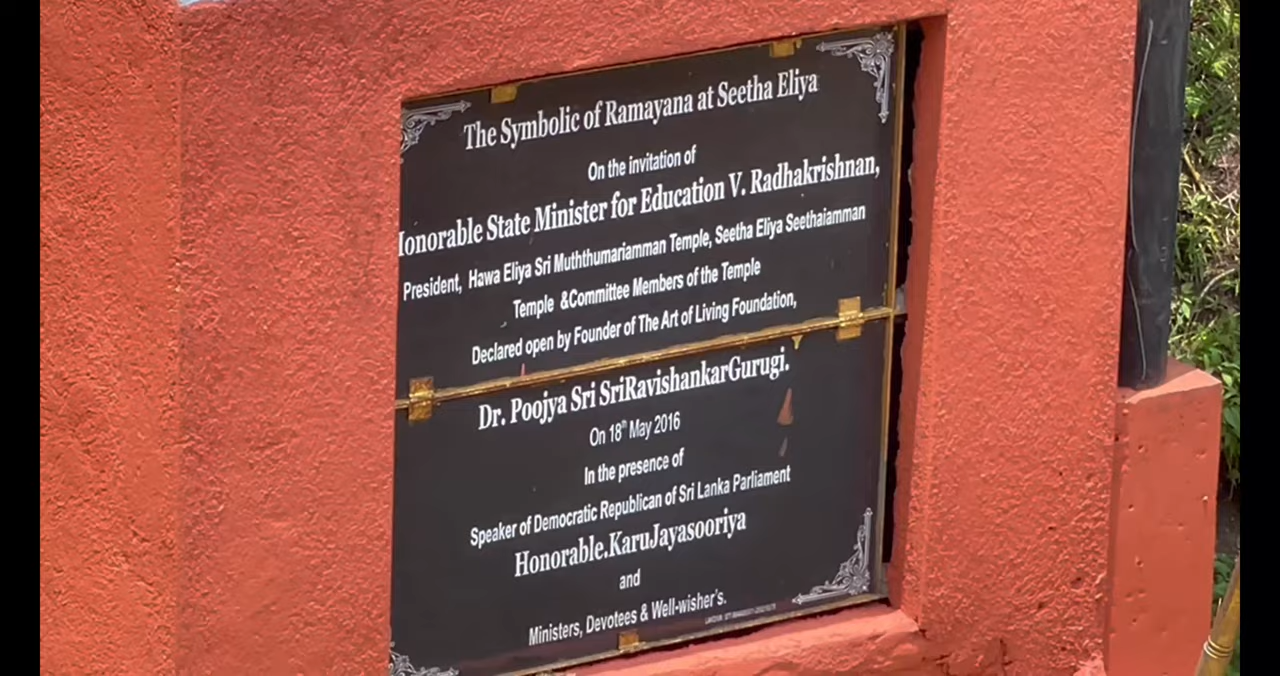 The Symbolic of Ramayana at Seetha Eliya
On the invitation of
Honorable State Minister for Education V. Radhakrishnan,
President, Hawa Eliya Sri Muththumariamman Temple, Seetha Eliya Seethaiamman
Temple &Committee Members of the Temple
Declared open by Founder of The Art of Living Foundation,
Dr. Poojya Sri SriRavishankarGurugi.
On 18th May 2016
In the presence of
Speaker of Democratic Republican of Sri Lanka Parliament
Honorable.KaruJayasooriya
and
Ministers, Devotees & Well-wisher's.